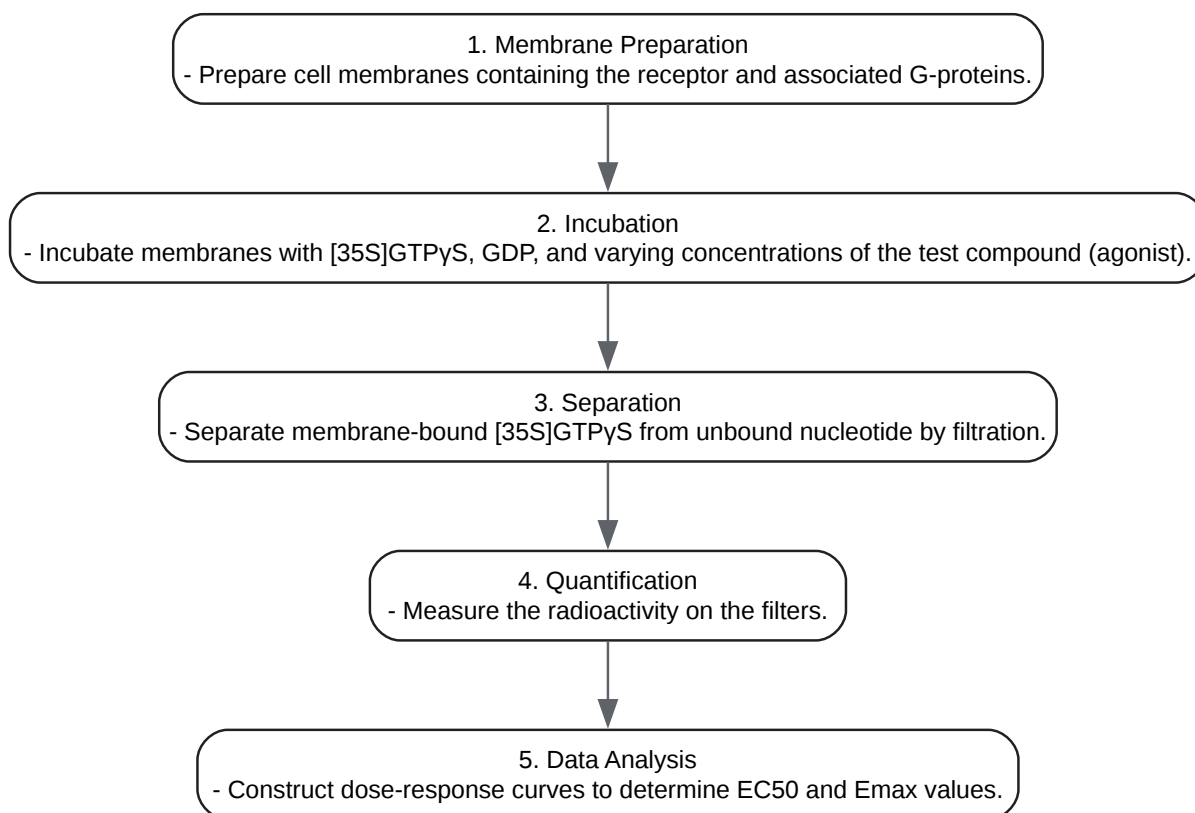 1. Membrane Preparation
- Prepare cell membranes containing the receptor and associated G-proteins.
2. Incubation
- Incubate membranes with [35S]GTPγS, GDP, and varying concentrations of the test compound (agonist).
3. Separation
- Separate membrane-bound [35S]GTPγS from unbound nucleotide by filtration.
4. Quantification
- Measure the radioactivity on the filters.
5. Data Analysis
- Construct dose-response curves to determine EC50 and Emax values.